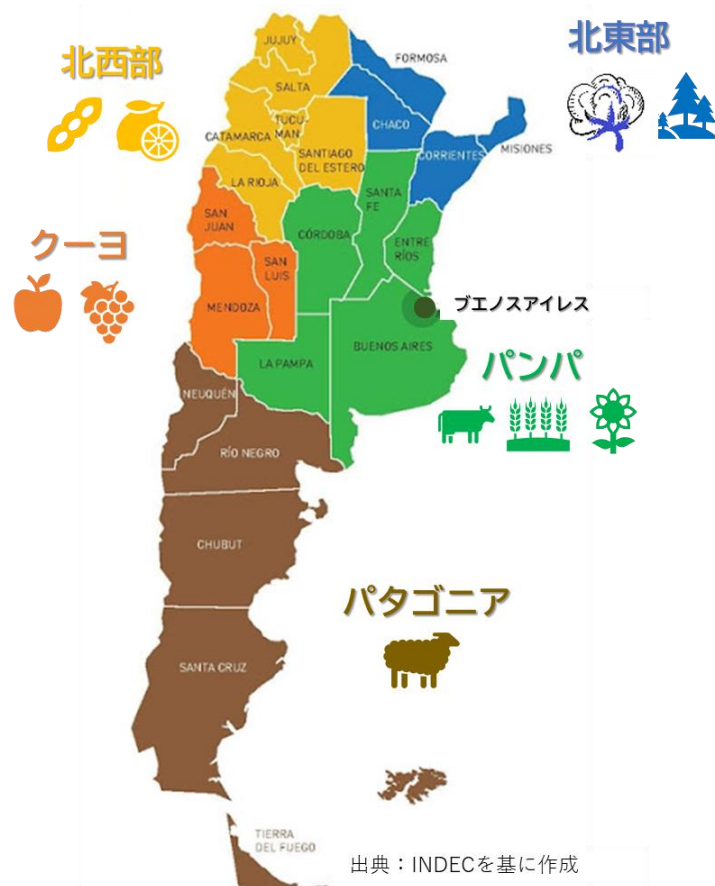 北西部
北東部
JUJUY
FORMOSA
SALTA
CHACO
TUCU
MAN
CATAMARCA
SANTIAGO
DEL ESTERO
CORRIENTES
MISIONES
LA RIOJA
SANTA
FE
クーヨ
SAN
JUAN
CÓRDOBA
ENTRE
RÍOS
SAN
LUIS
MENDOZA
ブエノスアイレス
BUENOS AIRES
パンパ
LA PAMPA
NEUQUÉN
RÍO NEGRO
CHUBUT
パタゴニア
SANTA CRUZ
TIERRA
DEL FUEGO
出典：INDECを基に作成